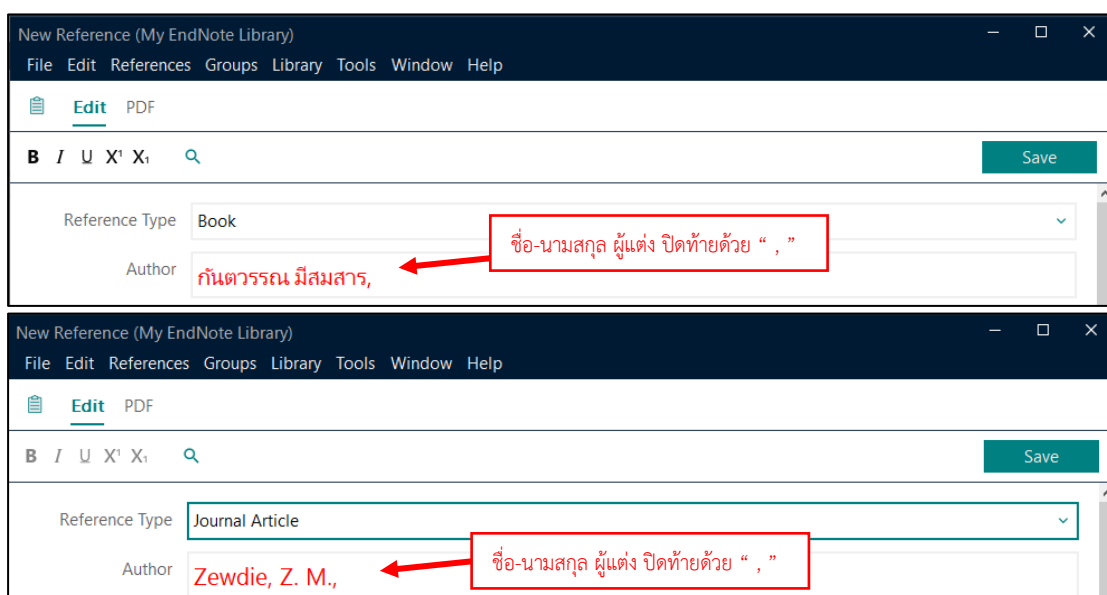 New Reference (My EndNote Library)
File Edit References Groups Library Tools Window Help
Edit PDF
B I U X¹ X₁ Save
Reference Type Book
ชื่อ-นามสกุล ผู้แต่ง ปิดท้ายด้วย “ , ”
Author กันตวรรณ มีสมสาร,
New Reference (My EndNote Library)
File Edit References Groups Library Tools Window Help
Edit PDF
B I U X¹ X₁ Save
Reference Type Journal Article
ชื่อ-นามสกุล ผู้แต่ง ปิดท้ายด้วย “ , ”
Author Zewdie, Z. M.,